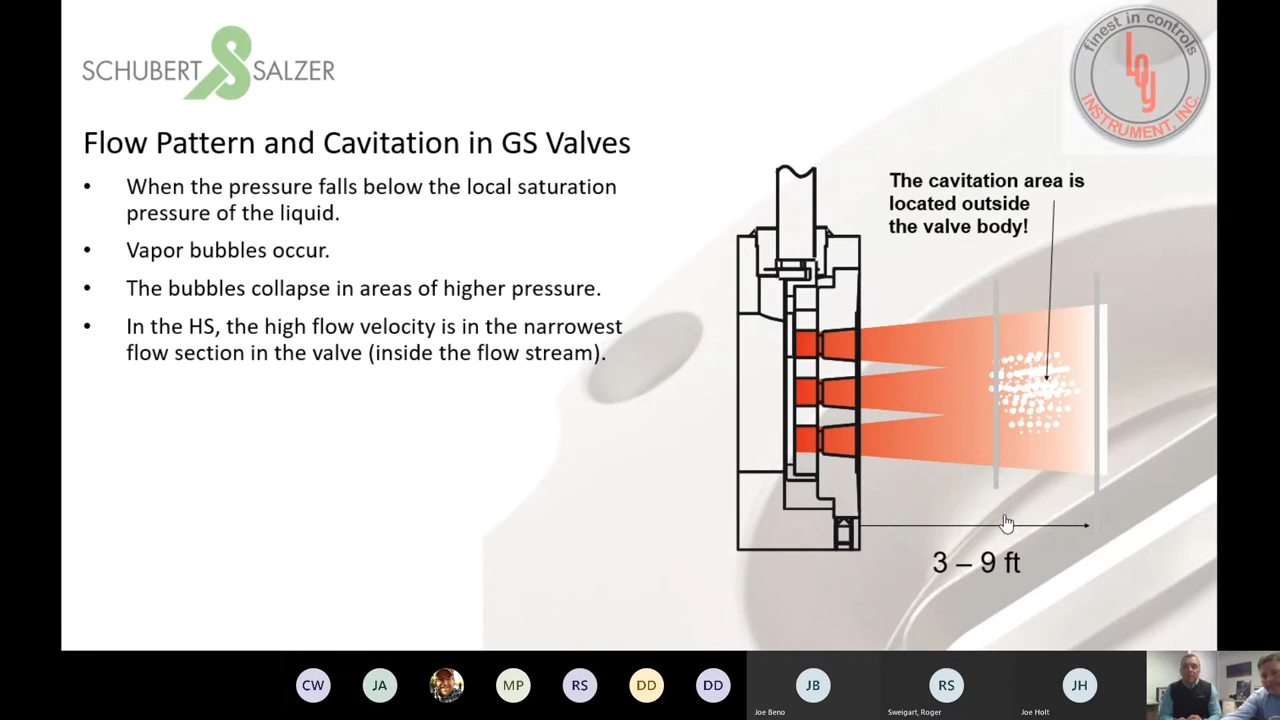 SCHUBERT SALZER
finest in controls
loy
INSTRUMENT, INC.
Flow Pattern and Cavitation in GS Valves
• When the pressure falls below the local saturation
pressure of the liquid.
• Vapor bubbles occur.
• The bubbles collapse in areas of higher pressure.
• In the HS, the high flow velocity is in the narrowest
flow section in the valve (inside the flow stream).
The cavitation area is
located outside
the valve body!
3 – 9 ft
CW
JA
MP
RS
DD
DD
JB
RS
JH
Joe Beno
Sweigart, Roger
Joe Holt